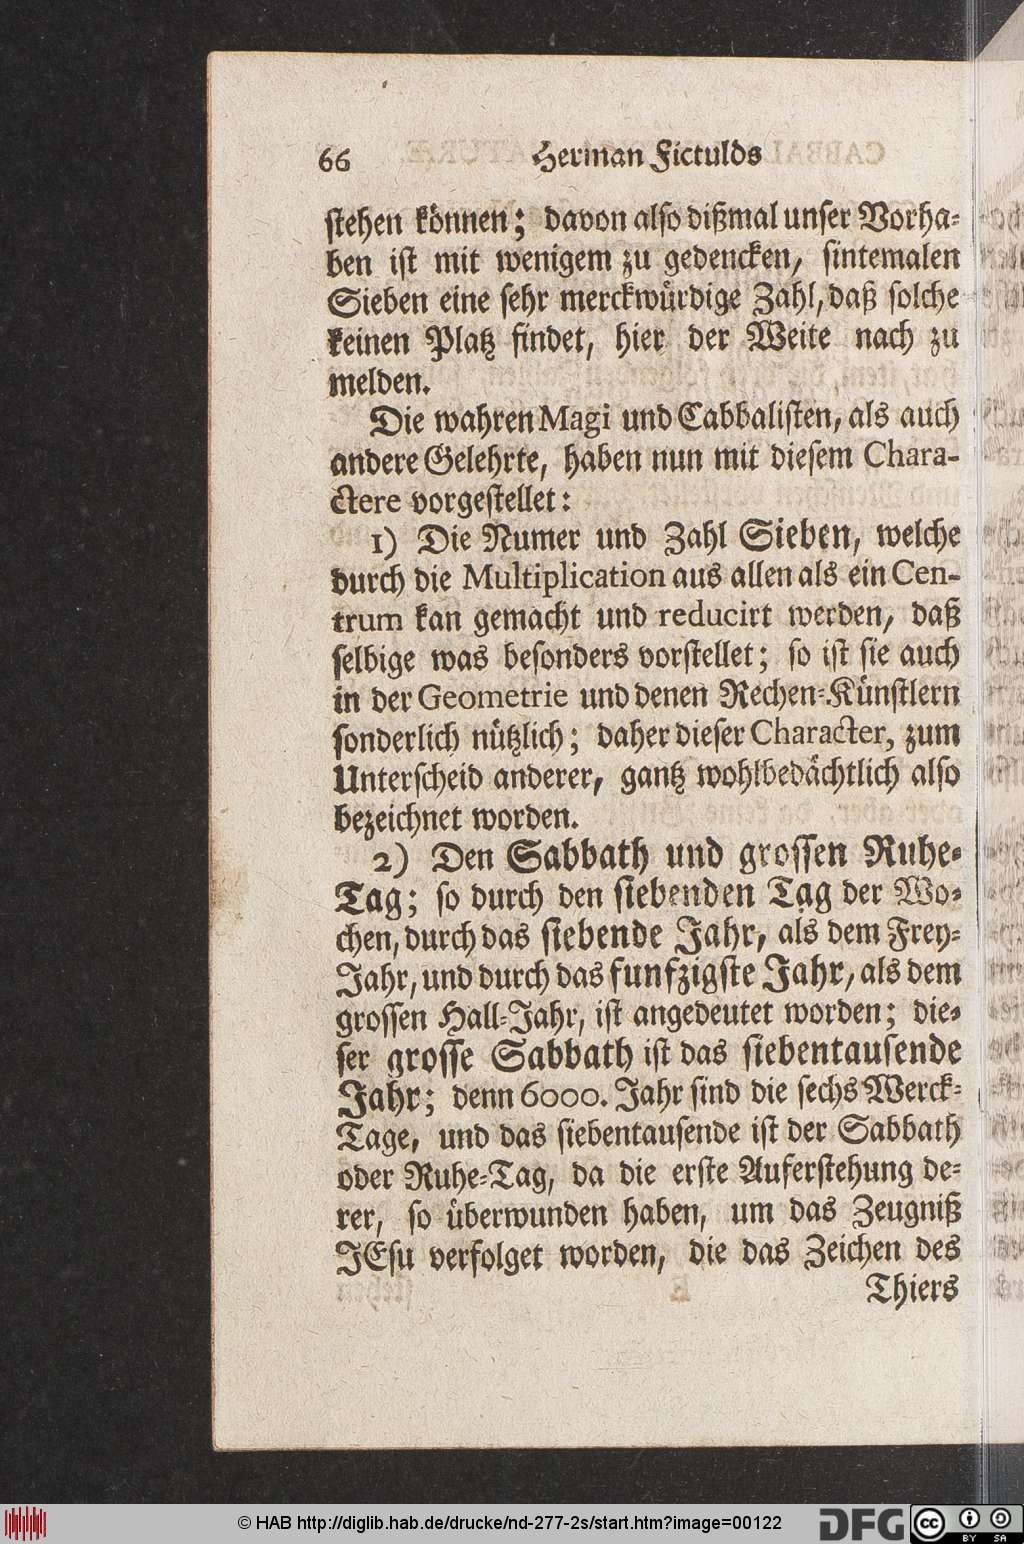 66 Herman Fictulds
stehen können; davon also dißmal unser Vorha-
ben ist mit wenigem zu gedencken, sintemalen
Sieben eine sehr merckwürdige Zahl, daß solche
keinen Platz findet, hier der Weite nach zu
melden.
Die wahren Magi und Cabbalisten, als auch
andere Gelehrte, haben nun mit diesem Chara-
ctere vorgestellet:
1) Die Numer und Zahl Sieben, welche
durch die Multiplication aus allen als ein Cen-
trum kan gemacht und reducirt werden, daß
selbige was besonders vorstellet; so ist sie auch
in der Geometrie und denen Rechen-Künstlern
sonderlich nützlich; daher dieser Character, zum
Unterscheid anderer, gantz wohlbedächtlich also
bezeichnet worden.
2) Den Sabbath und grossen Ruhe-
Tag; so durch den siebenden Tag der Wo-
chen, durch das siebende Jahr, als dem Frey-
Jahr, und durch das funfzigste Jahr, als dem
grossen Hall-Jahr, ist angedeutet worden; die-
ser grosse Sabbath ist das siebentausende
Jahr; denn 6000. Jahr sind die sechs Werck-
Tage, und das siebentausende ist der Sabbath
oder Ruhe-Tag, da die erste Auferstehung de-
rer, so überwunden haben, um das Zeugniß
JEsu verfolget worden, die das Zeichen des
Thiers
© HAB http://diglib.hab.de/drucke/nd-277-2s/start.htm?image=00122
DFG cc BY SA